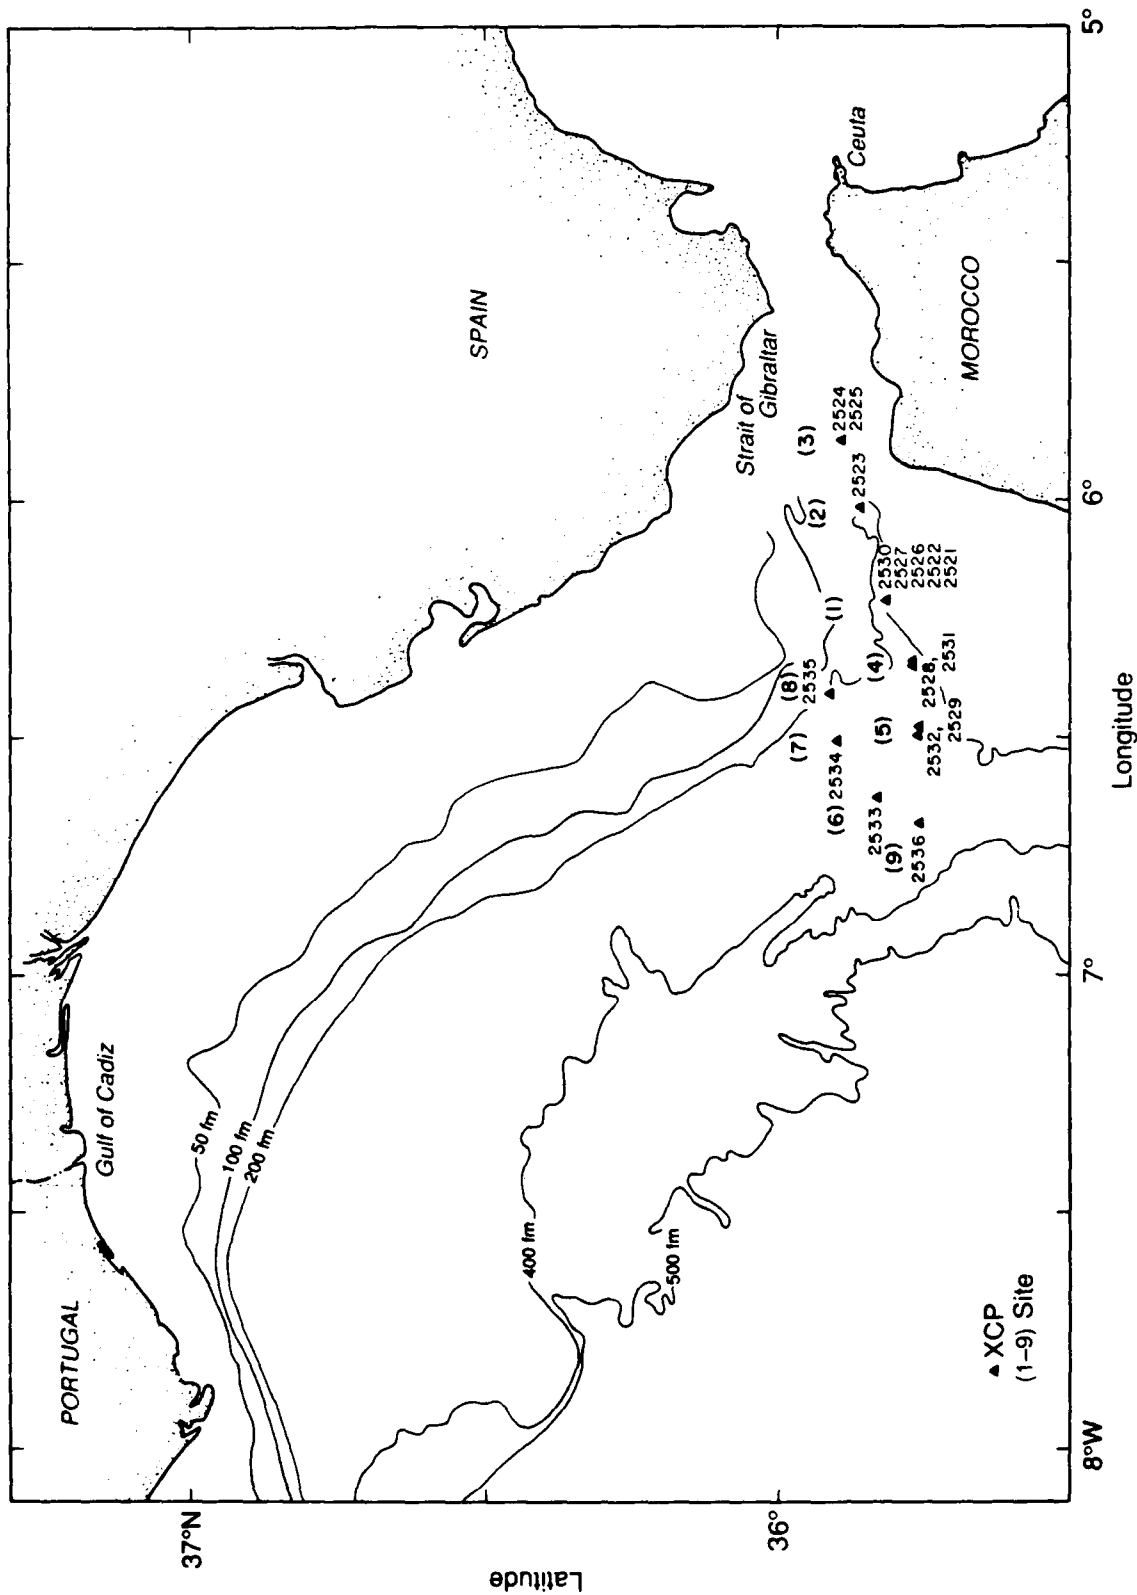 PORTUGAL
SPAIN
Gulf of Cadiz
37°N
50 fm
100 fm
200 fm
400 fm
500 fm
Strait of
Gibraltar
36°
Ceuta
MOROCCO
(8)
2535
(7)
(1)
(2)
(3)
2524
2525
2523
(6) 2534
(5)
(4)
2530
2527
2526
2522
2521
2533
(9)
2536
2532,
2529
2528,
2531
XCP
(1-9) Site
8°W
7°
6°
5°
Latitude
Longitude